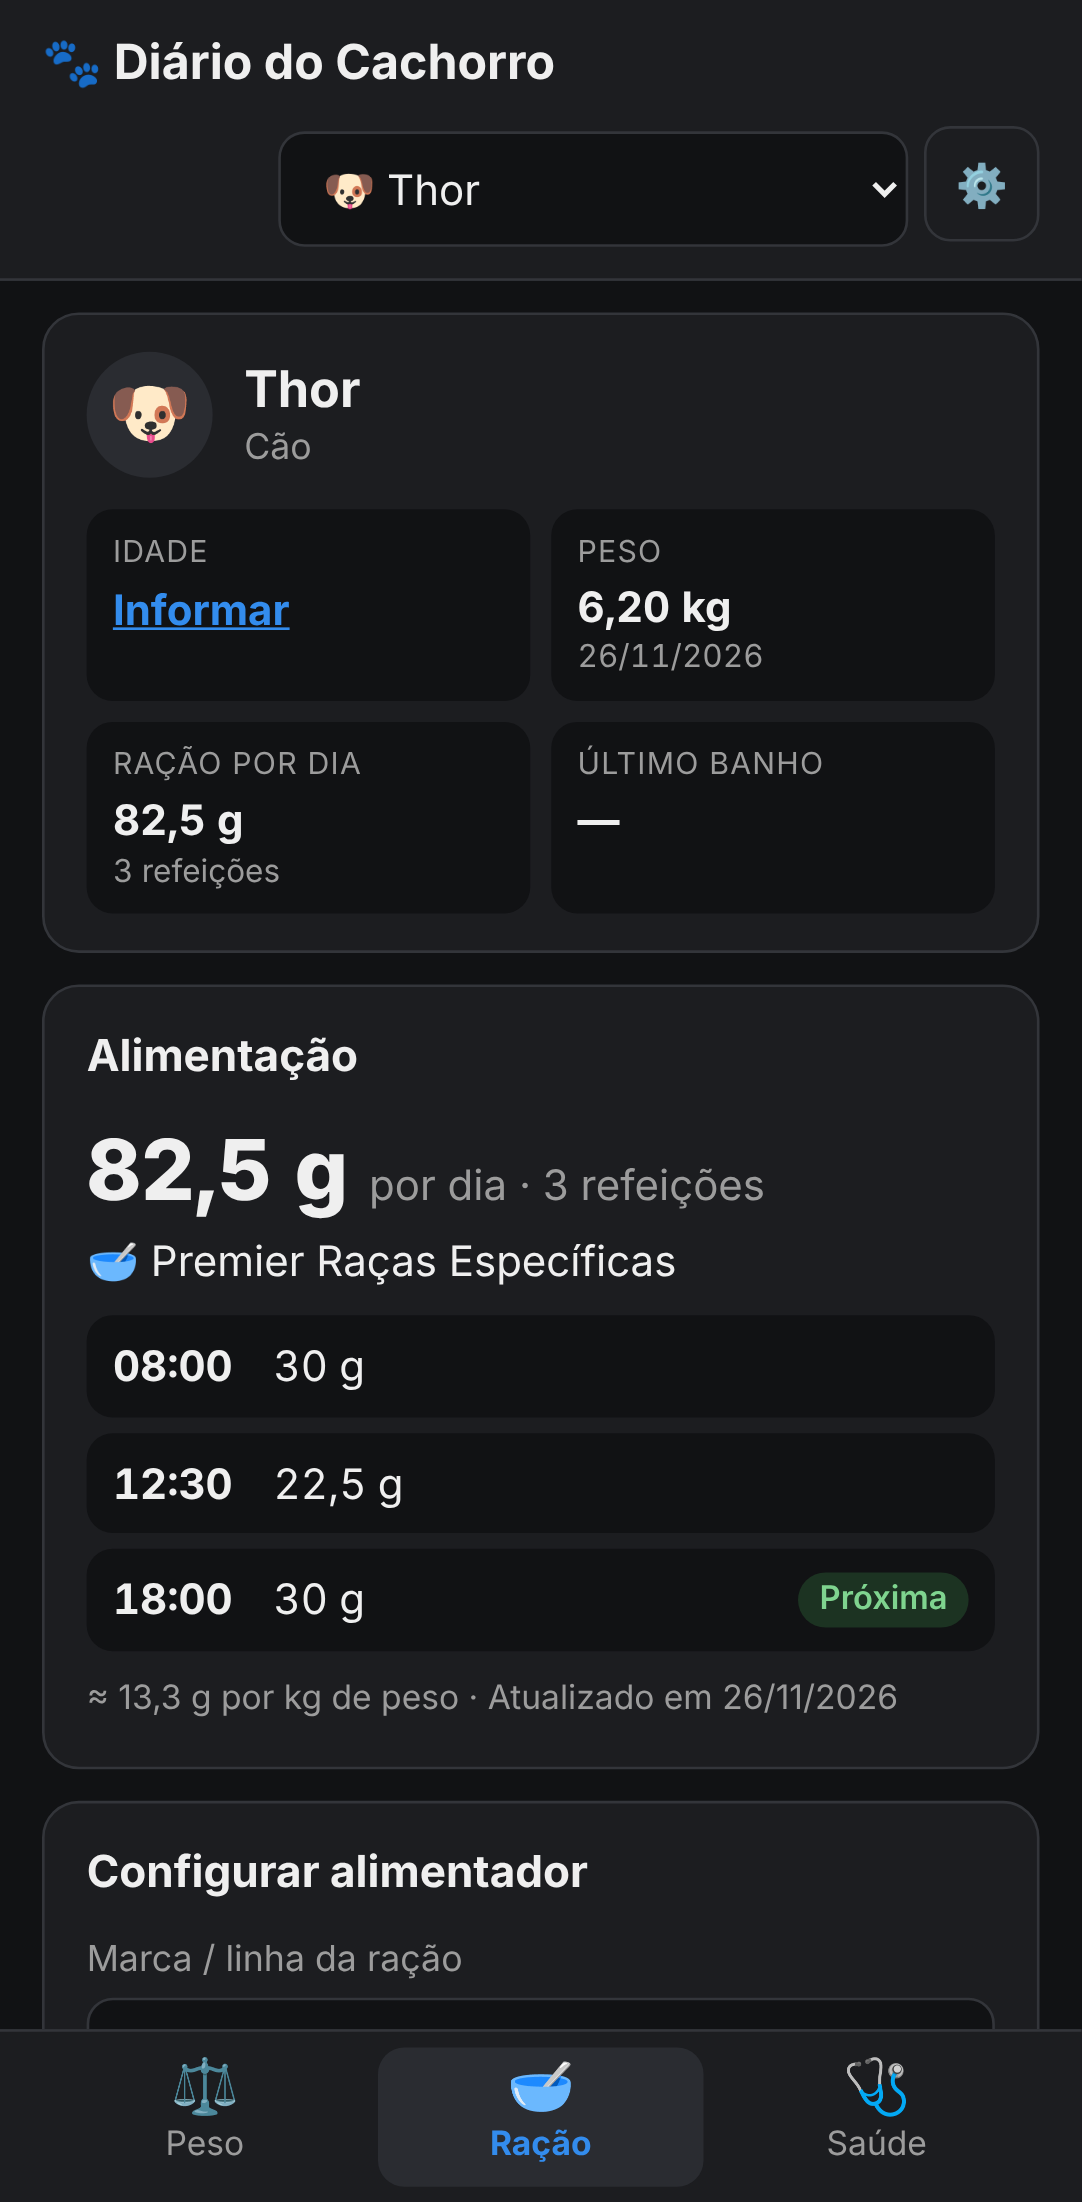 Diário do Cachorro
Thor
Thor
Cão
IDADE
Informar
PESO
6,20 kg
26/11/2026
RAÇÃO POR DIA
82,5 g
3 refeições
ÚLTIMO BANHO
—
Alimentação
82,5 g por dia · 3 refeições
Premier Raças Específicas
08:00 30 g
12:30 22,5 g
18:00 30 g Próxima
≈ 13,3 g por kg de peso · Atualizado em 26/11/2026
Configurar alimentador
Marca / linha da ração
Peso
Ração
Saúde